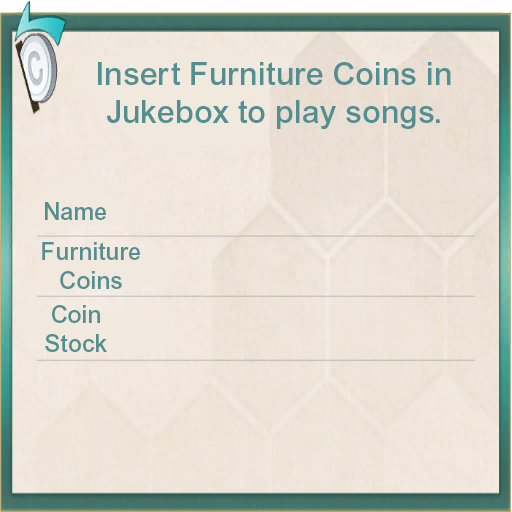 Insert Furniture Coins in
Jukebox to play songs.
Name
Furniture
Coins
Coin
Stock